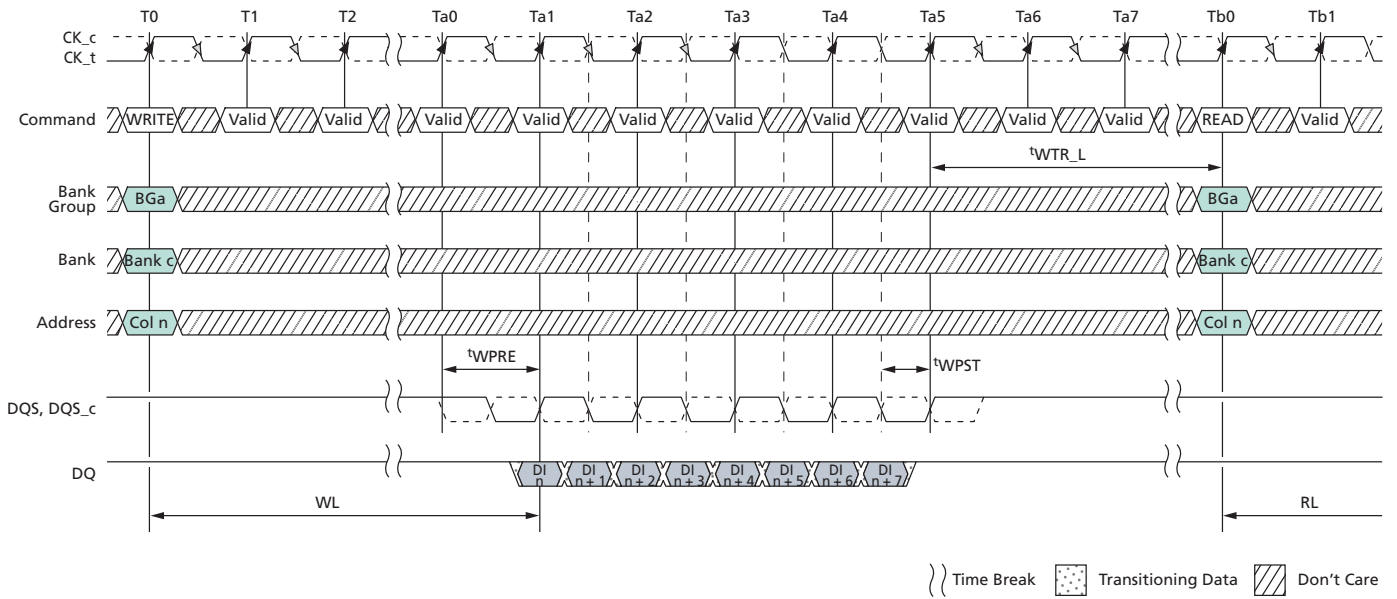 T0 T1 T2 Ta0 Ta1 Ta2 Ta3 Ta4 Ta5 Ta6 Ta7 Tb0 Tb1
CK_c
CK_t
Command WRITE Valid Valid Valid Valid Valid Valid Valid Valid Valid Valid READ Valid
tWTR_L
Bank
Group BGa BGa
Bank Bank c Bank c
Address Col n Col n
tWPRE tWPST
DQS, DQS_c
DQ DI DI DI DI DI DI DI DI
n n + 1 n + 2 n + 3 n + 4 n + 5 n + 6 n + 7
WL RL
Time Break Transitioning Data Don't Care